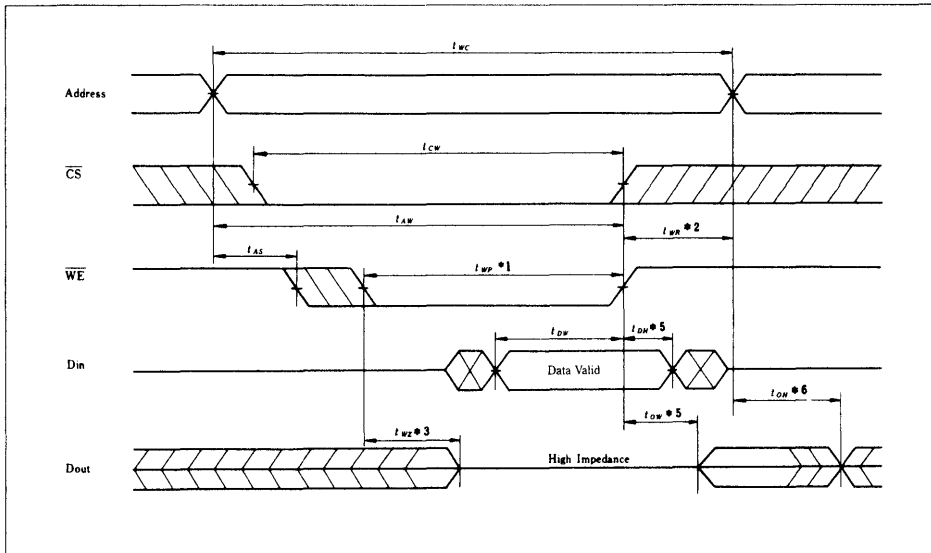 t WC
Address
t CW
CS
t AW
t WR *2
t AS
WE
t WP *1
t DW
t DH *5
Din
Data Valid
t OH *6
t OW *5
t WZ *3
High Impedance
Dout